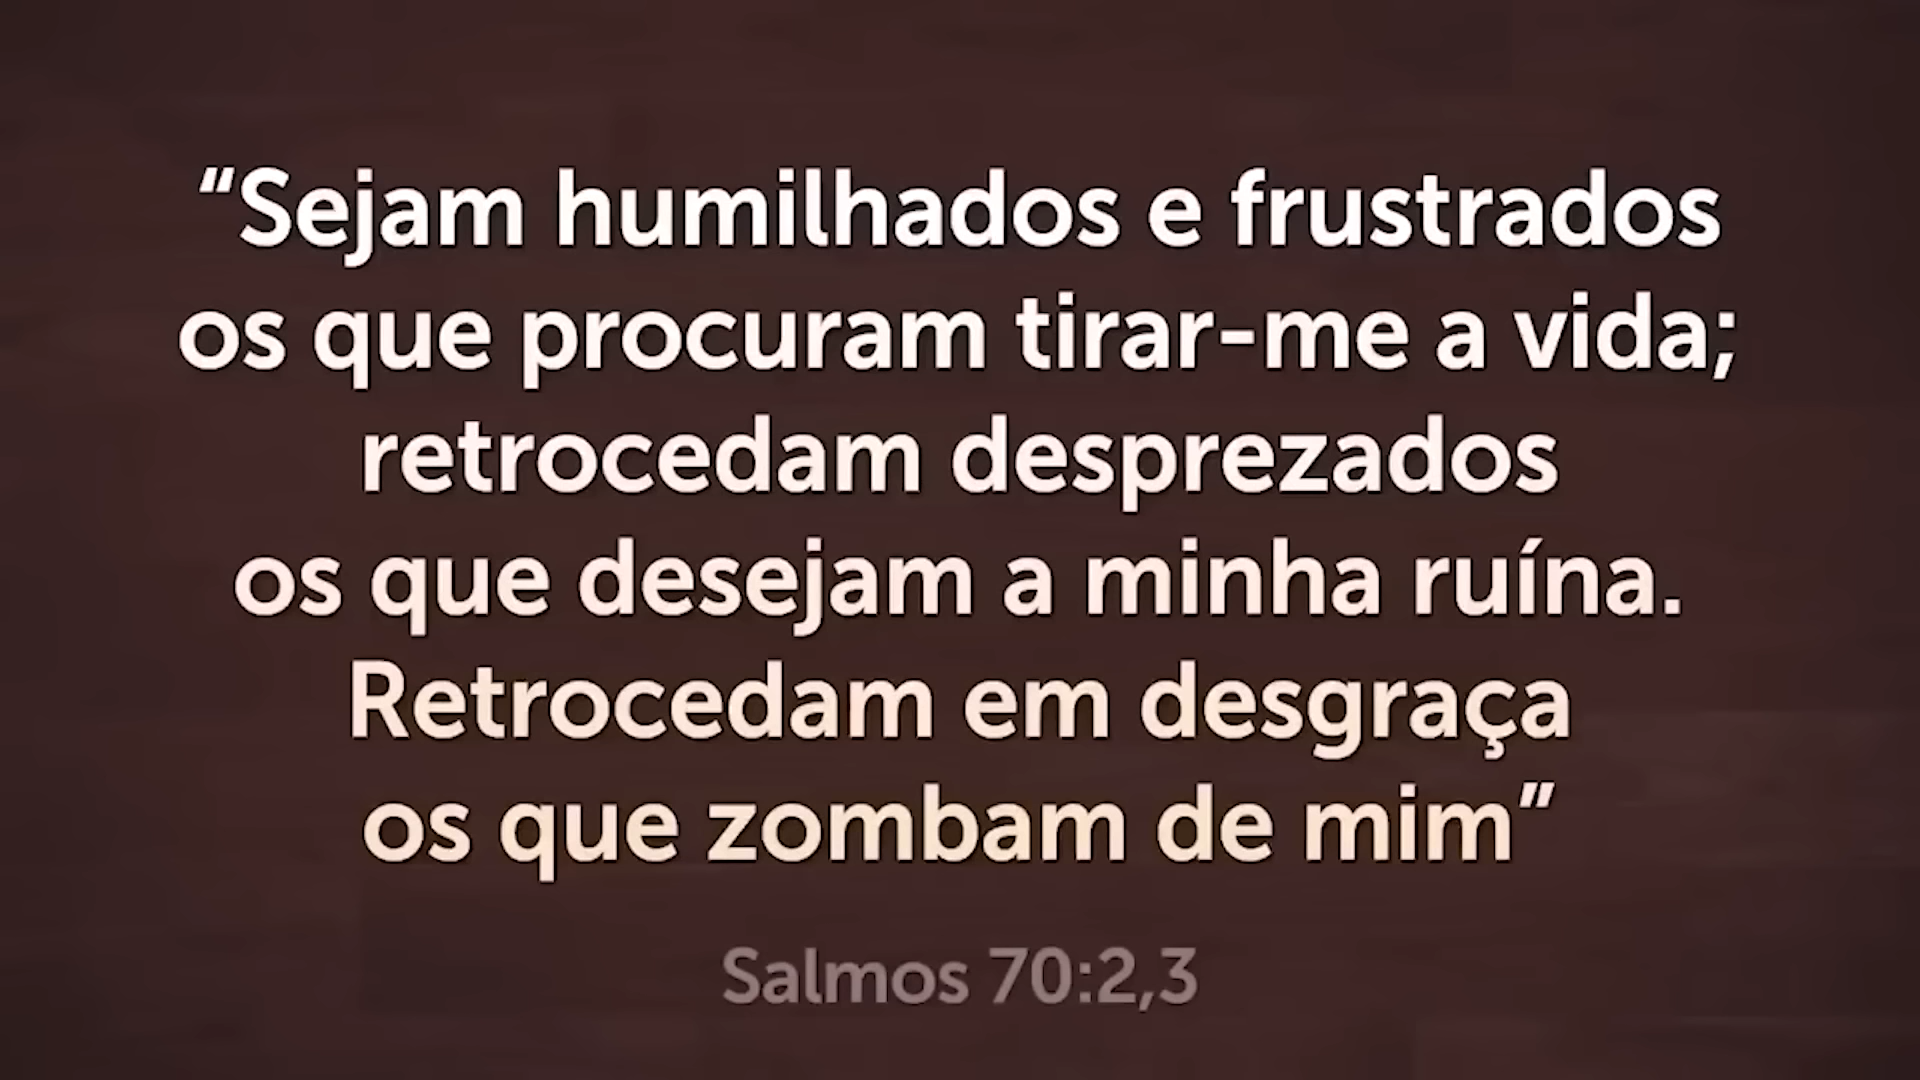 “Sejam humilhados e frustrados
os que procuram tirar-me a vida;
retrocedam desprezados
os que desejam a minha ruína.
Retrocedam em desgraça
os que zombam de mim”
Salmos 70:2,3